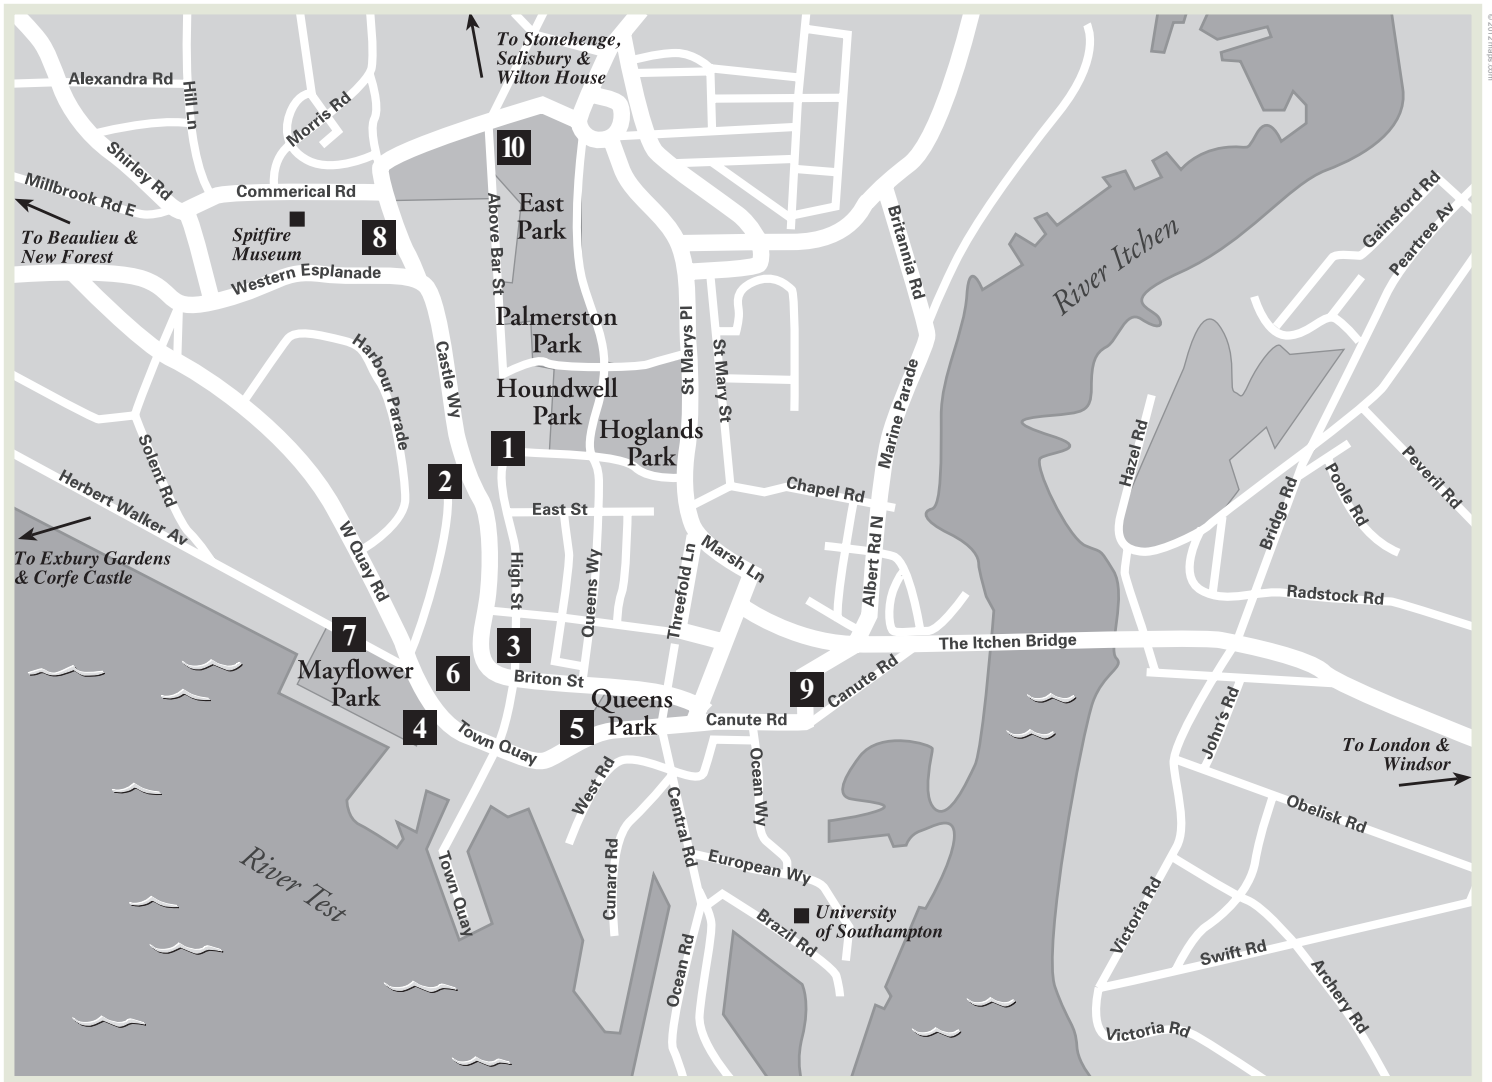 To Stonehenge,
Salisbury &
Wilton House
Alexandra Rd
Hill Ln
Morris Rd
Shirley Rd
Millbrook Rd E
Commerical Rd
10
East
Park
Above Bar St
8
Spitfire
Museum
To Beaulieu &
New Forest
Western Esplanade
Britannia Rd
River Itchen
Gainsford Rd
Peartree Av
Palmerston
Park
Harbour Parade
Castle Wy
St Marys Pl
St Mary St
Houndwell
Park
Hoglands
Park
Marine Parade
1
2
Solent Rd
Herbert Walker Av
Chapel Rd
Hazel Rd
Peveril Rd
Poole Rd
Bridge Rd
East St
To Exbury Gardens
& Corfe Castle
W Quay Rd
High St
Queens Wy
Threefold Ln
Marsh Ln
Albert Rd N
Radstock Rd
The Itchen Bridge
7
Mayflower
Park
3
6
Briton St
Queens
Park
9
Canute Rd
4
5
Town Quay
Canute Rd
John's Rd
To London &
Windsor
West Rd
Ocean Wy
Obelisk Rd
Central Rd
Cunard Rd
European Wy
River Test
Town Quay
University
of Southampton
Brazil Rd
Ocean Rd
Victoria Rd
Swift Rd
Archery Rd
Victoria Rd